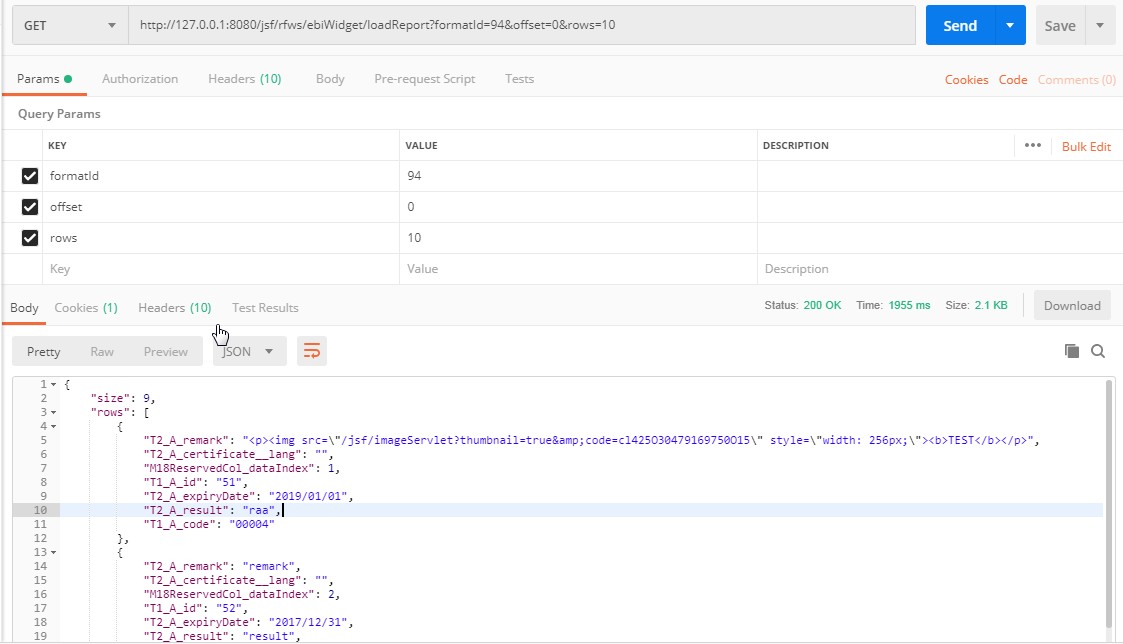 GET http://127.0.0.1:8080/jsf/rfws/ebiWidget/loadReport?formatId=94&offset=0&rows=10 Send Save
Params Authorization Headers (10) Body Pre-request Script Tests Cookies Code Comments (0)
Query Params
KEY VALUE DESCRIPTION ••• Bulk Edit
formatId 94
offset 0
rows 10
Key Value Description
Body Cookies (1) Headers (10) Test Results Status: 200 OK Time: 1955 ms Size: 2.1 KB Download
Pretty Raw Preview JSON
1 {
2 "size": 9,
3 "rows": [
4 {
5 "T2_A_remark": "<p><img src=\"/jsf/imageServlet?thumbnail=true&amp;code=cl425O30479169750O15\" style=\"width: 256px;\"><b>TEST</b></p>",
6 "T2_A_certificate__lang": "",
7 "M18ReservedCol_dataIndex": 1,
8 "T1_A_id": "51",
9 "T2_A_expiryDate": "2019/01/01",
10 "T2_A_result": "raa",
11 "T1_A_code": "00004"
12 },
13 {
14 "T2_A_remark": "remark",
15 "T2_A_certificate__lang": "",
16 "M18ReservedCol_dataIndex": 2,
17 "T1_A_id": "52",
18 "T2_A_expiryDate": "2017/12/31",
19 "T2_A_result": "result",